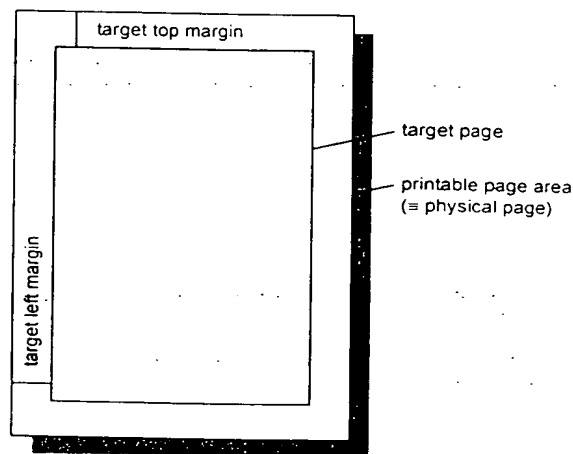 target top margin
target page
printable page area
(≡ physical page)
target left margin